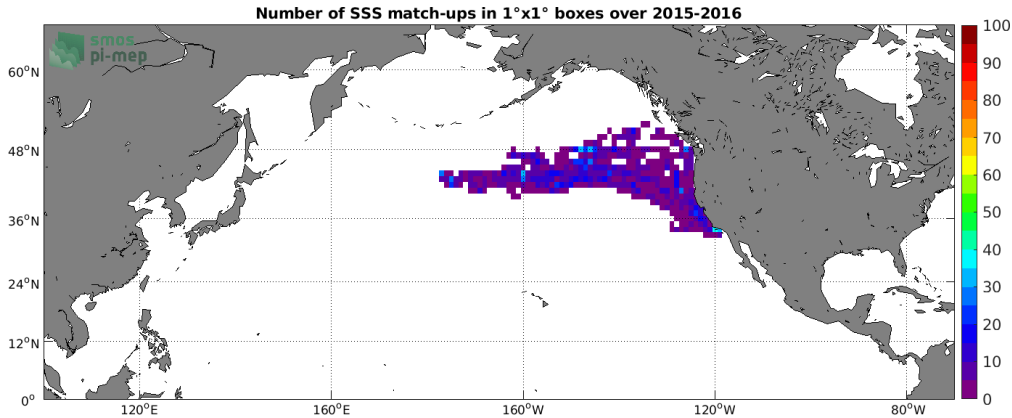 Number of SSS match-ups in 1°x1° boxes over 2015-2016
smos
pi-mep
100
90
80
70
60
50
40
30
20
10
0
60°N
48°N
36°N
24°N
12°N
0°
120°E
160°E
160°W
120°W
80°W